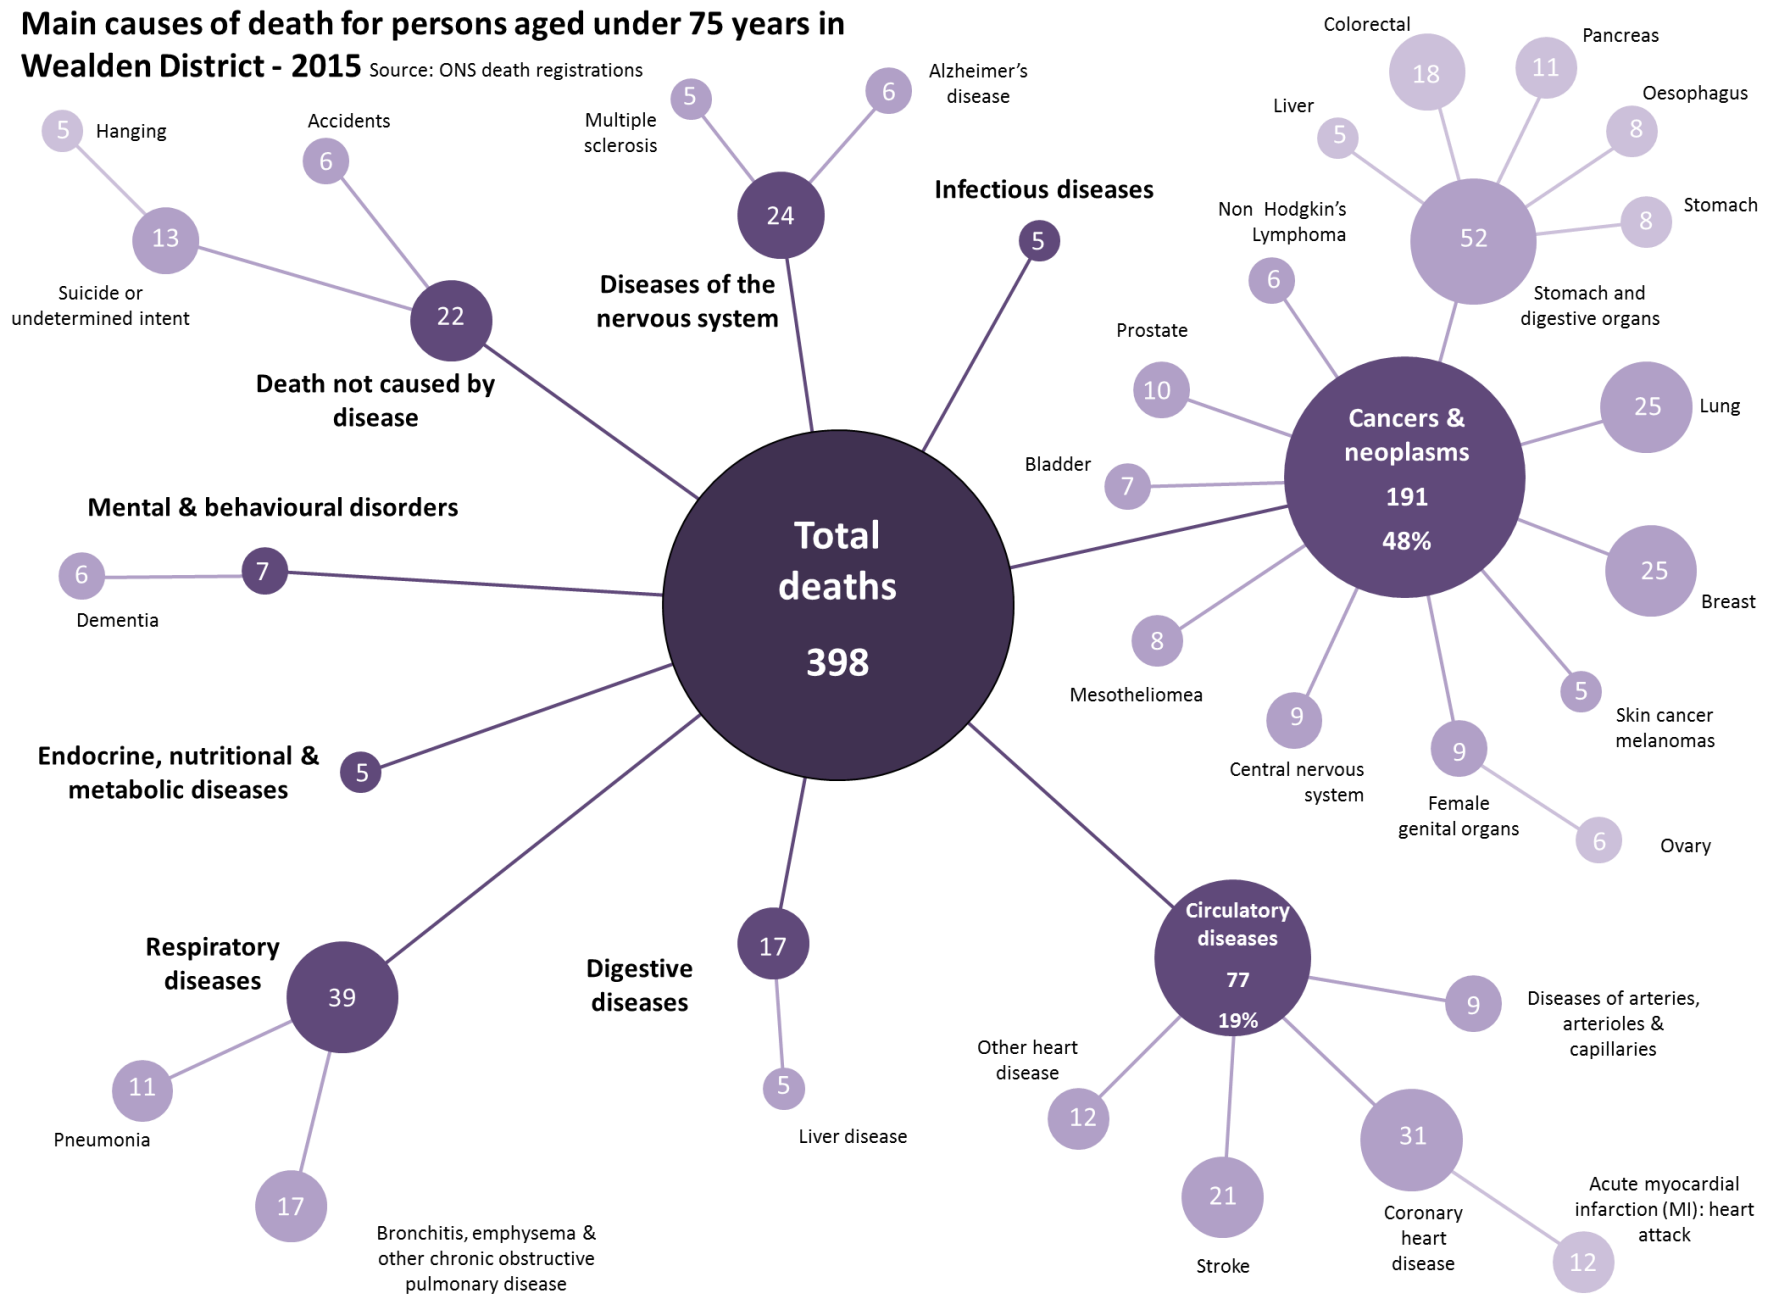 Main causes of death for persons aged under 75 years in
Wealden District - 2015 Source: ONS death registrations
5
Hanging
Accidents
6
13
Suicide or
undetermined intent
22
Death not caused by
disease
5
Multiple
sclerosis
6
Alzheimer's
disease
24
Diseases of the
nervous system
Infectious diseases
5
Colorectal
18
Pancreas
11
Liver
5
Oesophagus
8
Stomach
8
52
Stomach and
digestive organs
Non Hodgkin's
Lymphoma
6
Prostate
10
Bladder
7
Cancers &
neoplasms
191
48%
25
Lung
25
Breast
8
Mesotheliomea
9
Central nervous
system
9
Female
genital organs
5
Skin cancer
melanomas
6
Ovary
Total
deaths
398
Mental & behavioural disorders
6
7
Dementia
Endocrine, nutritional &
metabolic diseases
5
Respiratory
diseases
39
11
Pneumonia
17
Bronchitis, emphysema &
other chronic obstructive
pulmonary disease
17
Digestive
diseases
5
Liver disease
Circulatory
diseases
77
19%
9
Diseases of arteries,
arterioles &
capillaries
Other heart
disease
12
21
Stroke
31
Coronary
heart
disease
Acute myocardial
infarction (MI): heart
attack
12